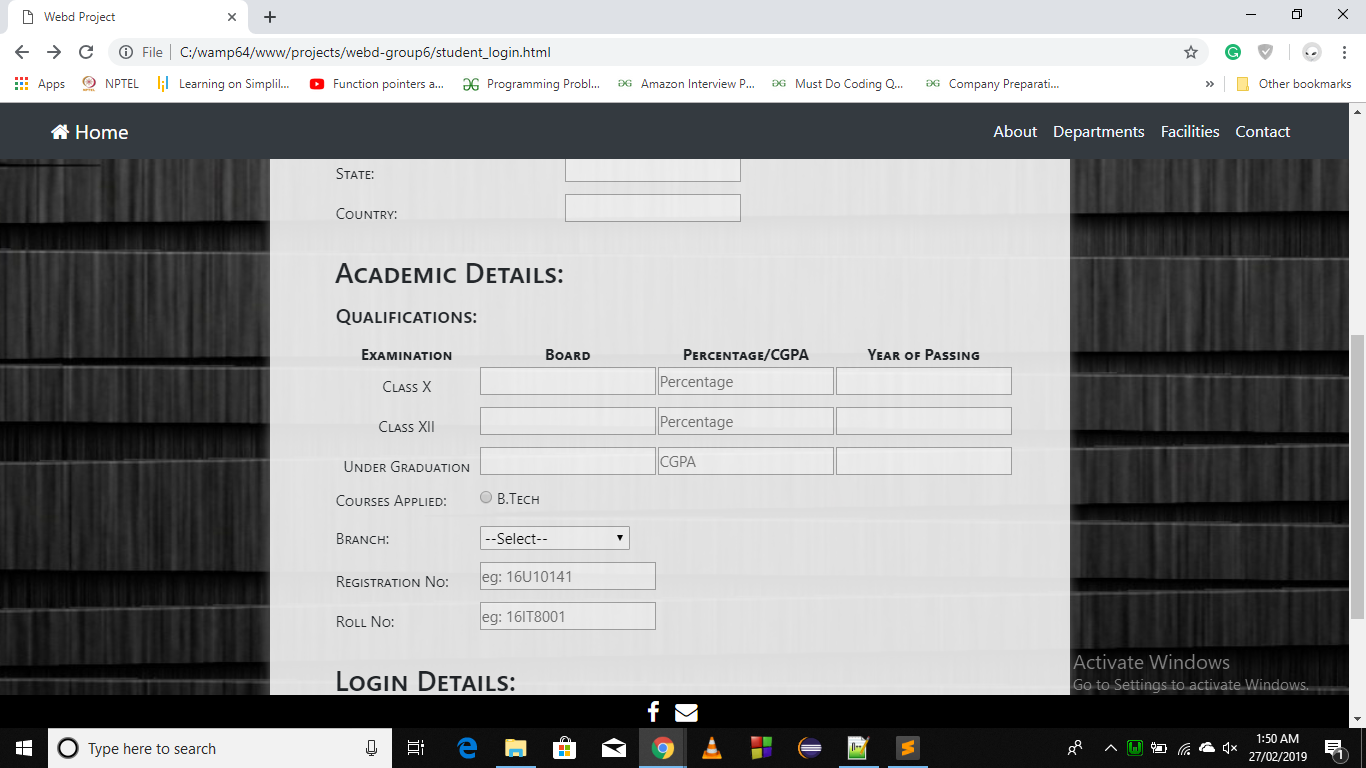 Webd Project
File C:/wamp64/www/projects/webd-group6/student_login.html
Apps NPTEL Learning on Simplil... Function pointers a... Programming Probl... Amazon Interview P... Must Do Coding Q... Company Preparati... » Other bookmarks
Home About Departments Facilities Contact
State:
Country:
Academic Details:
Qualifications:
Examination Board Percentage/CGPA Year of Passing
Class X Percentage
Class XII Percentage
Under Graduation CGPA
Courses Applied: B.Tech
Branch: --Select--
Registration No: eg: 16U10141
Roll No: eg: 16IT8001
Login Details:
Activate Windows
Go to Settings to activate Windows.
Type here to search
1:50 AM
27/02/2019
1